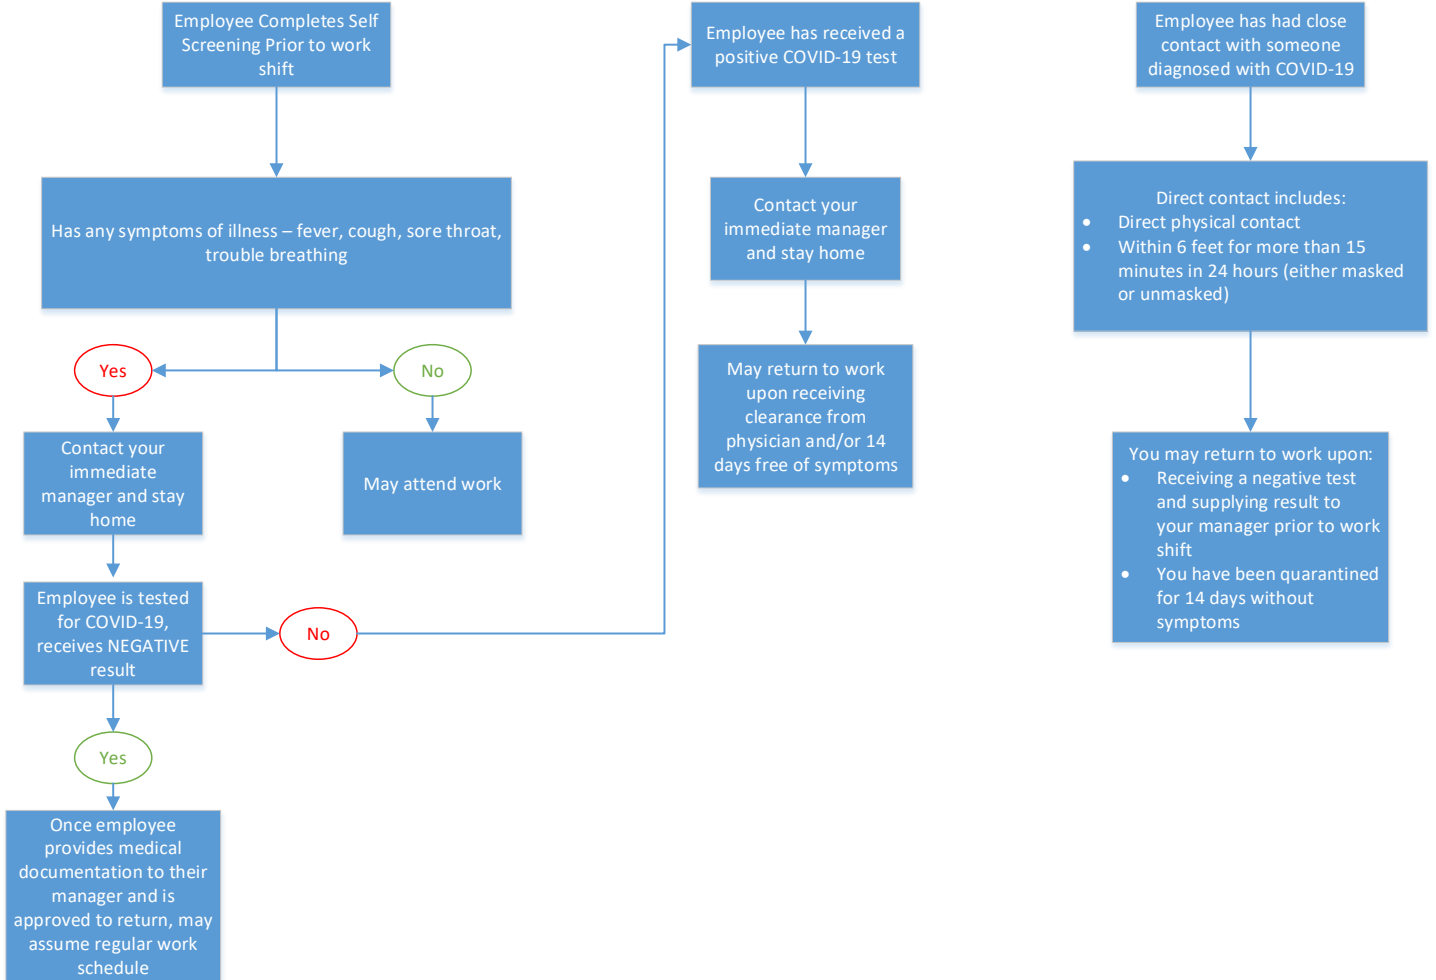 Employee Completes Self
Screening Prior to work
shift
Has any symptoms of illness – fever, cough, sore throat,
trouble breathing
Yes
No
Contact your
immediate
manager and stay
home
May attend work
Employee is tested
for COVID-19,
receives NEGATIVE
result
No
Yes
Once employee
provides medical
documentation to their
manager and is
approved to return, may
assume regular work
schedule
Employee has received a
positive COVID-19 test
Contact your
immediate manager
and stay home
May return to work
upon receiving
clearance from
physician and/or 14
days free of symptoms
Employee has had close
contact with someone
diagnosed with COVID-19
Direct contact includes:
• Direct physical contact
• Within 6 feet for more than 15
minutes in 24 hours (either masked
or unmasked)
You may return to work upon:
• Receiving a negative test
and supplying result to
your manager prior to work
shift
• You have been quarantined
for 14 days without
symptoms